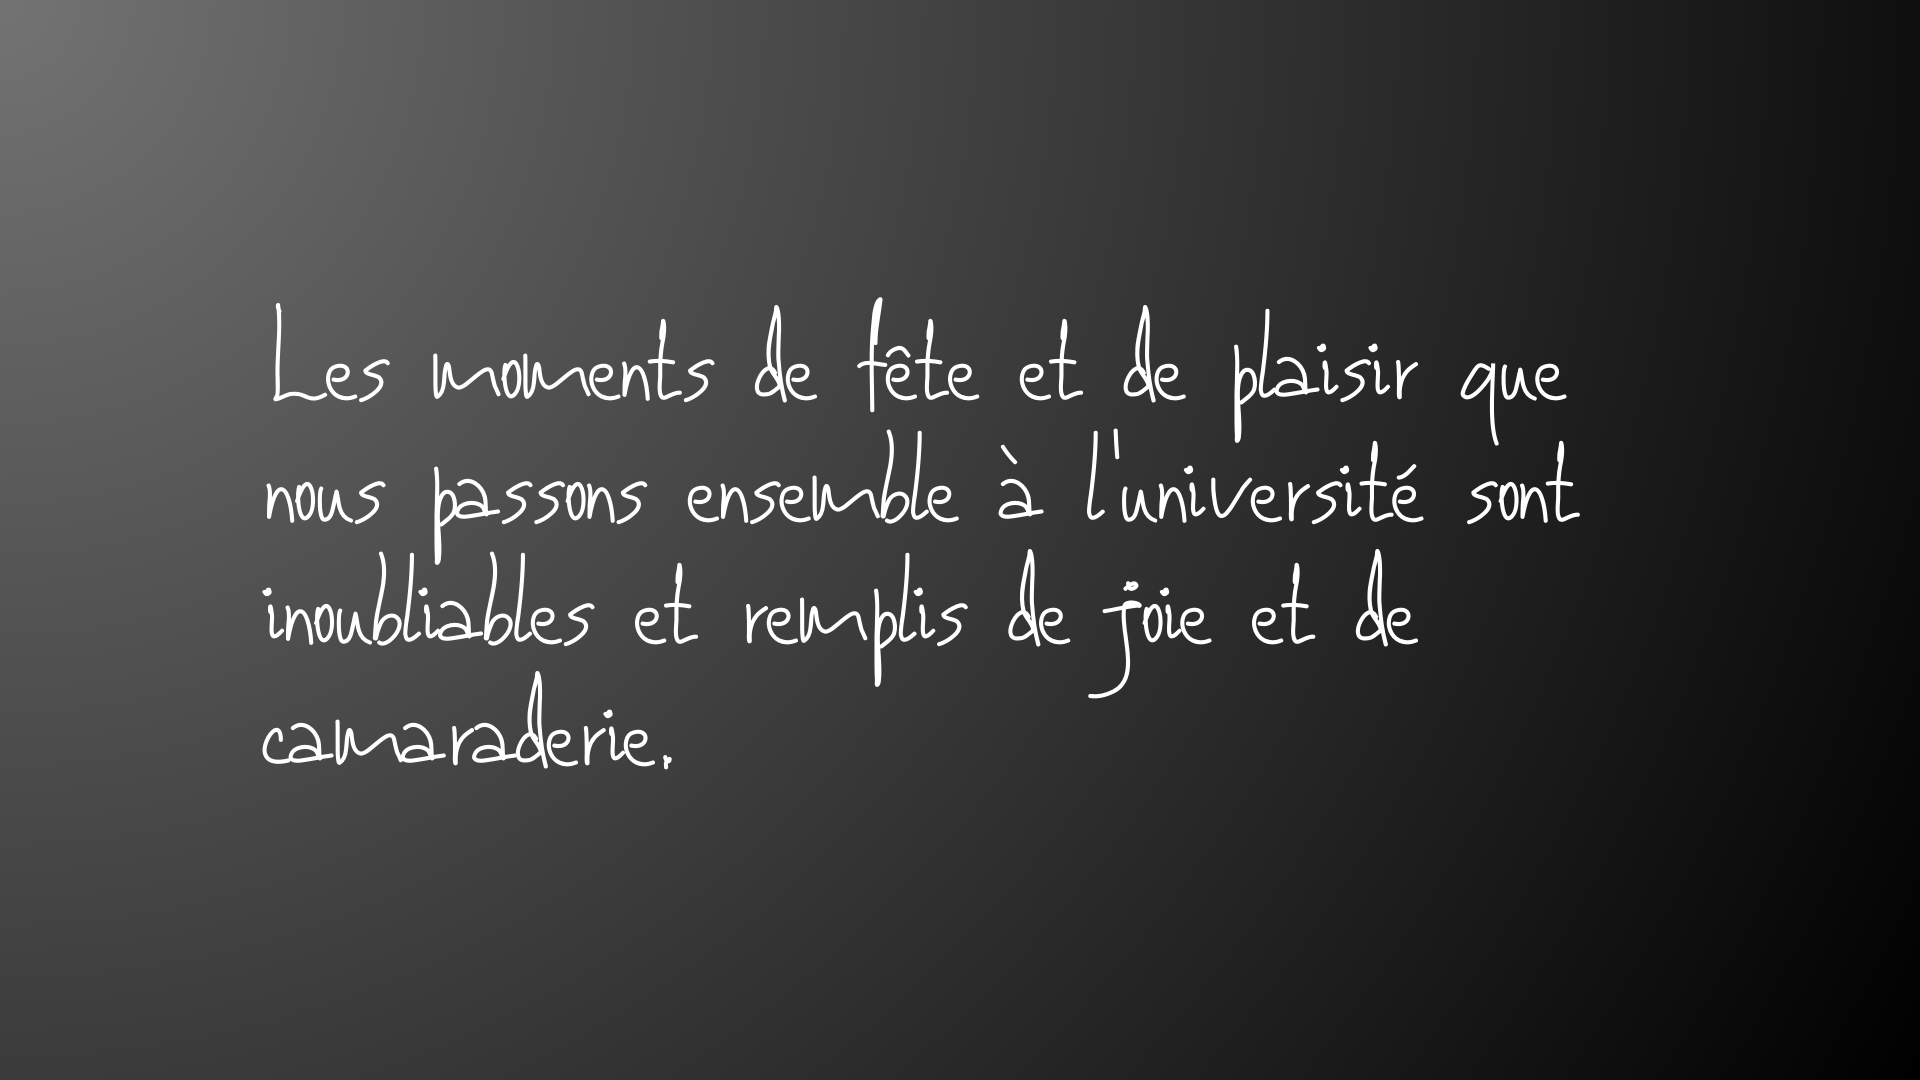 Les moments de fête et de plaisir que
nous passons ensemble à l'université sont
inoubliables et remplis de joie et de
camaraderie.